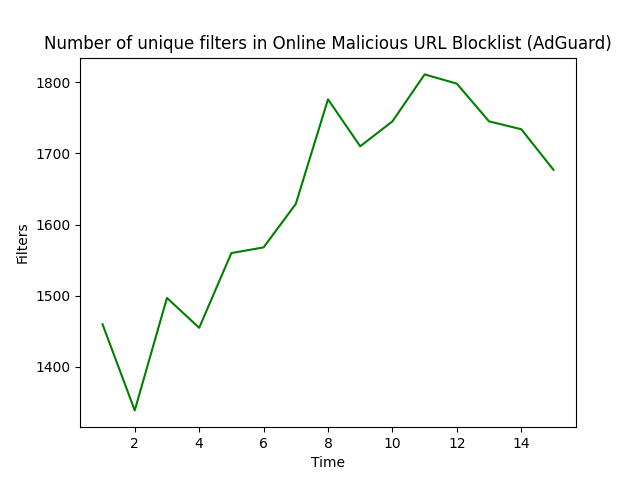 Number of unique filters in Online Malicious URL Blocklist (AdGuard)
1800
1700
1600
1500
1400
Filters
2 4 6 8 10 12 14
Time